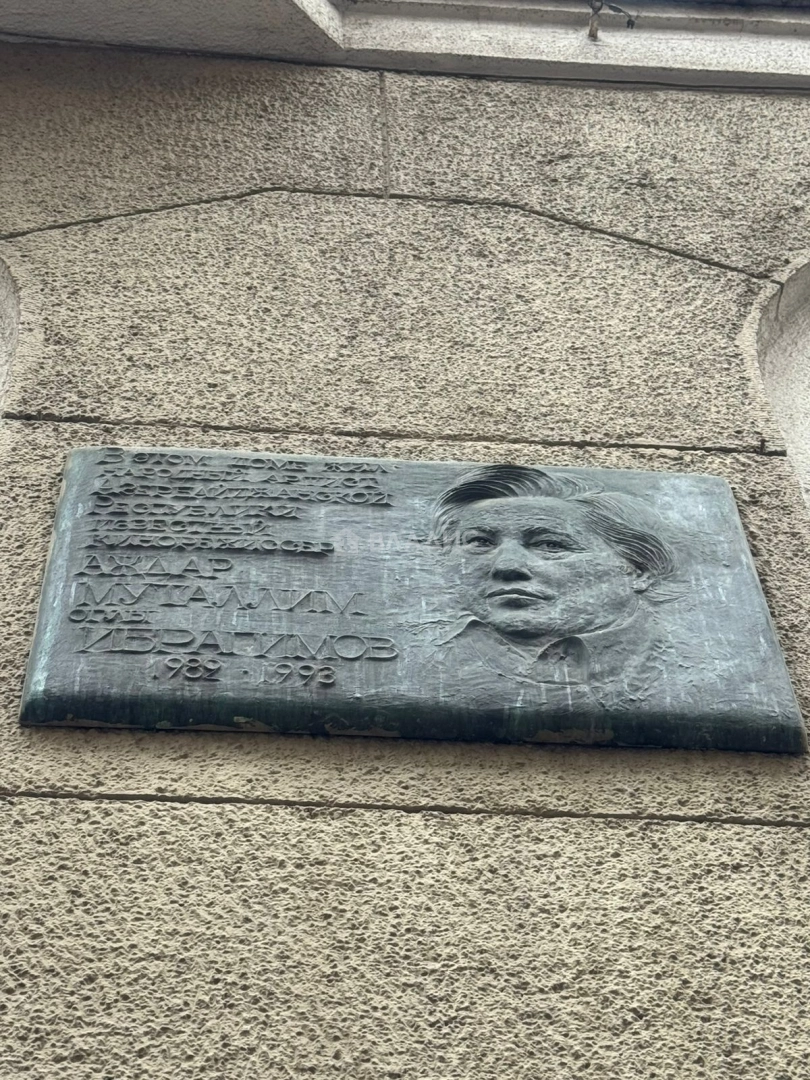 В ЭТОМ ДОМЕ ЖИЛ
НАРОДНЫЙ АРТИСТ
АЗЕРБАЙДЖАНСКОЙ
РЕСПУБЛИКИ
ИЗВЕСТНЫЙ
КИНОРЕЖИССЕР
АЖДАР
МУТАЛЛИМ
ОГЛЫ
ИБРАГИМОВ
1982 - 1993